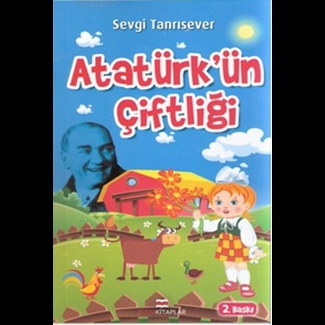 Sevgi Tanrısever
Atatürk'ün
Çiftliği
2. Baskı
KİTAPLAR